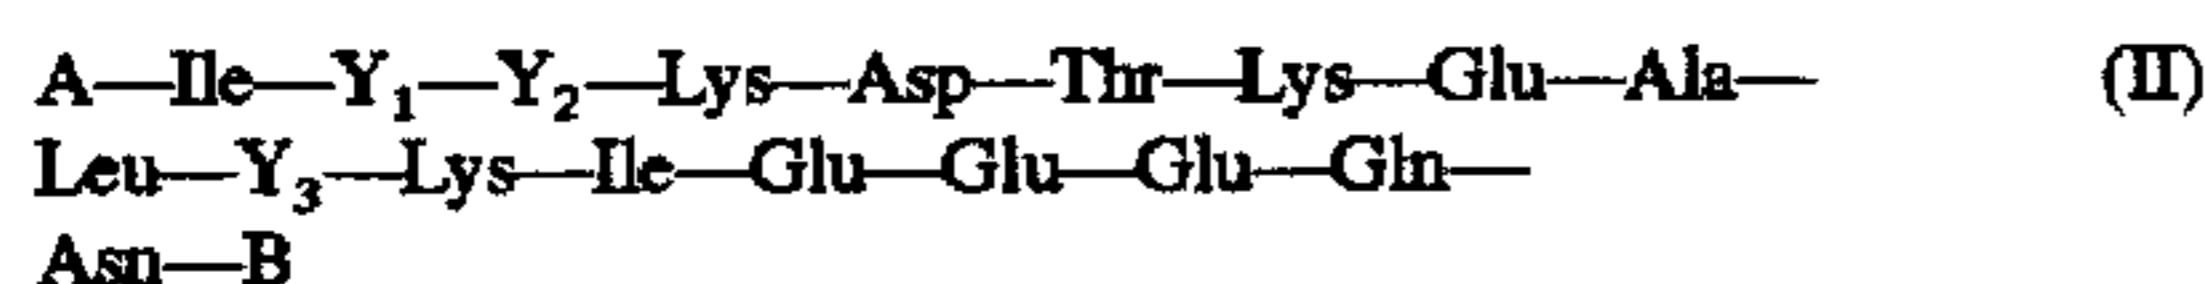 A—Ile—Y₁—Y₂—Lys—Asp—Thr—Lys—Glu—Ala— (II)
Leu—Y₃—Lys—Ile—Glu—Glu—Glu—Gln—
Asn—B